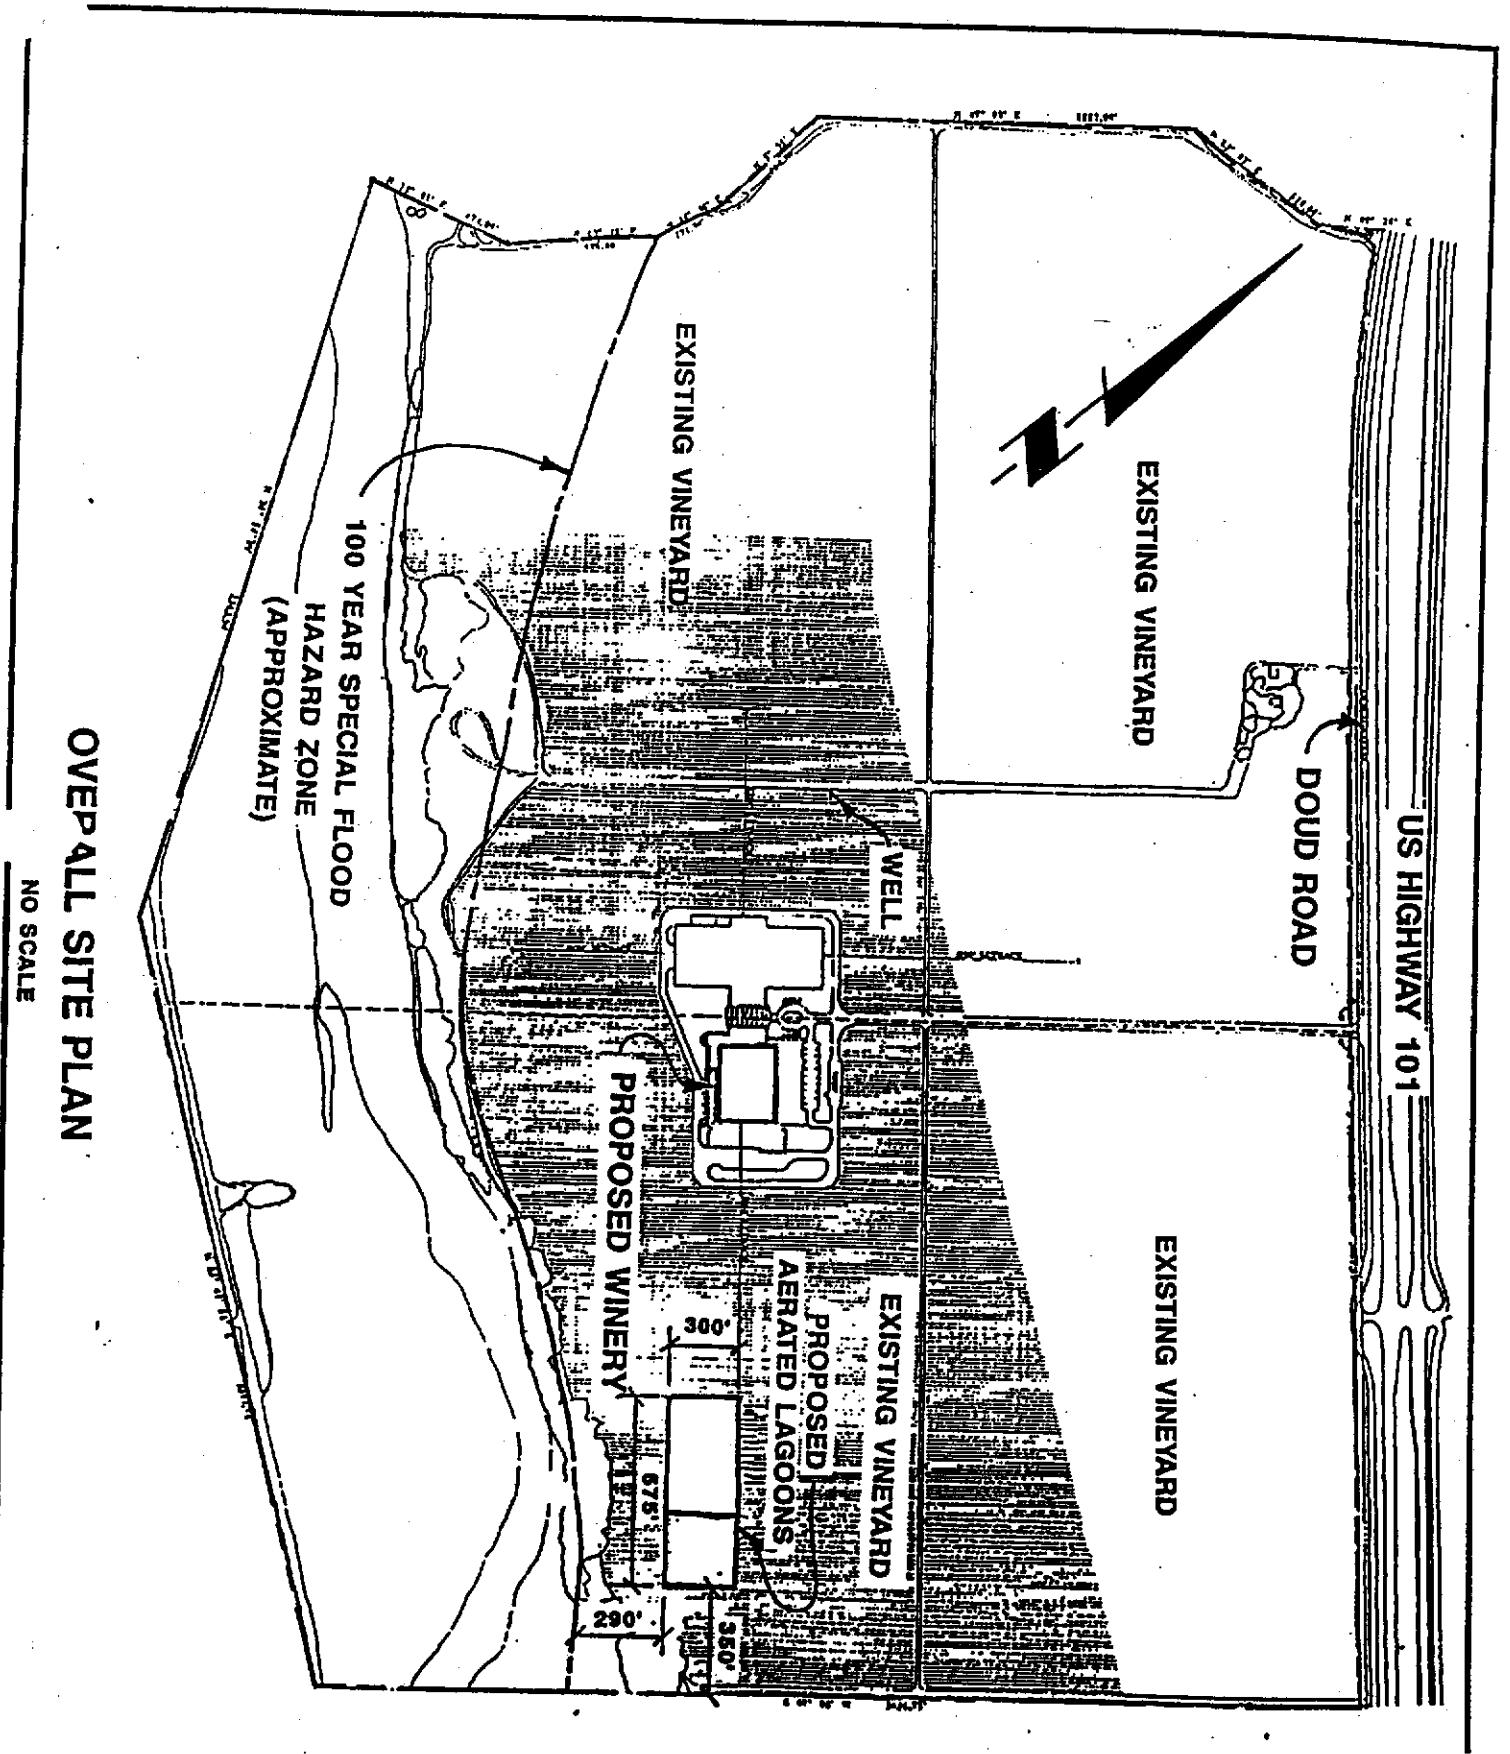 US HIGHWAY 101
DOUD ROAD
EXISTING VINEYARD
EXISTING VINEYARD
N
EXISTING VINEYARD
WELL
EXISTING VINEYARD
PROPOSED
AERATED LAGOONS
300'
675'
350'
290'
PROPOSED WINERY
100 YEAR SPECIAL FLOOD
HAZARD ZONE
(APPROXIMATE)
OVEPALL SITE PLAN
NO SCALE